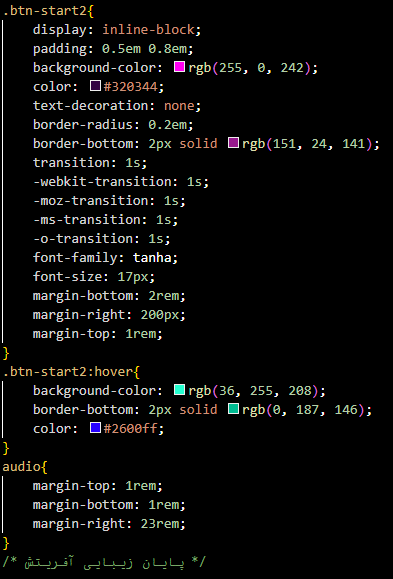 .btn-start2{
display: inline-block;
padding: 0.5em 0.8em;
background-color: rgb(255, 0, 242);
color: #320344;
text-decoration: none;
border-radius: 0.2em;
border-bottom: 2px solid rgb(151, 24, 141);
transition: 1s;
-webkit-transition: 1s;
-moz-transition: 1s;
-ms-transition: 1s;
-o-transition: 1s;
font-family: tanha;
font-size: 17px;
margin-bottom: 2rem;
margin-right: 200px;
margin-top: 1rem;
}
.btn-start2:hover{
background-color: rgb(36, 255, 208);
border-bottom: 2px solid rgb(0, 187, 146);
color: #2600ff;
}
audio{
margin-top: 1rem;
margin-bottom: 1rem;
margin-right: 23rem;
}
/* پایان زیبایی آفریتش */